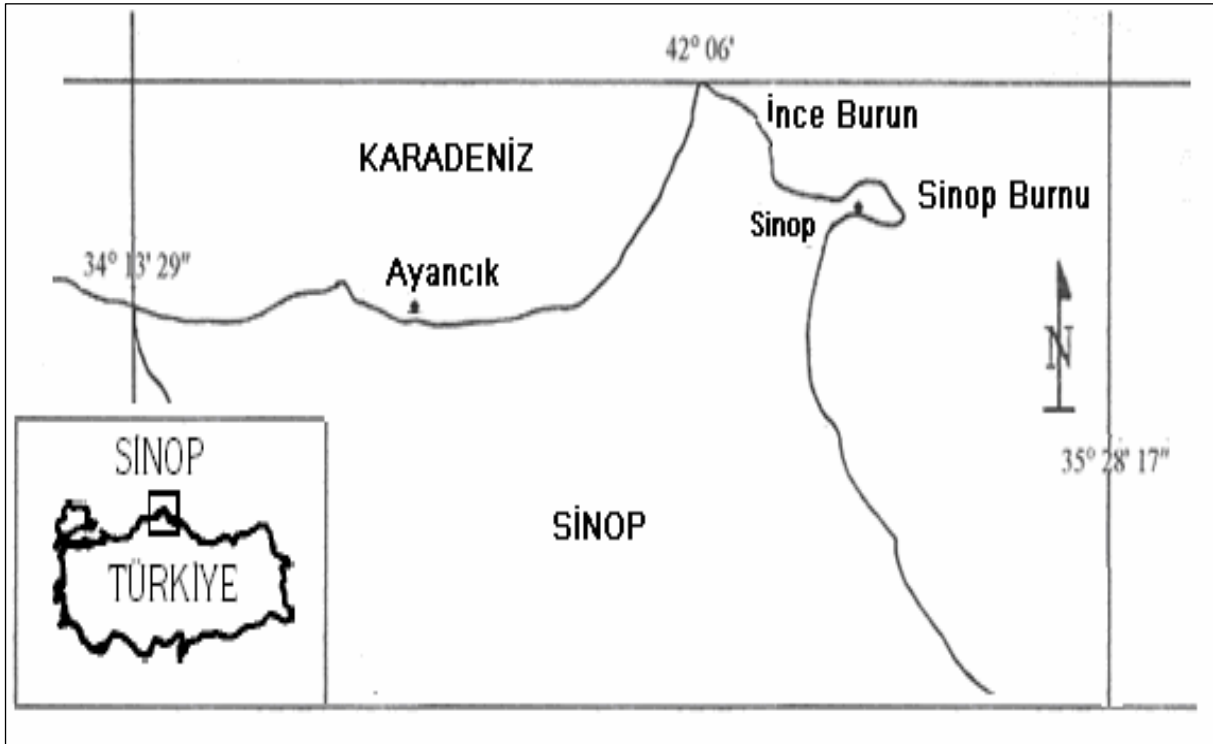 42° 06'
İnce Burun
KARADENİZ
Sinop Burnu
Sinop
34° 13' 29"
Ayancık
N
35° 28' 17"
SİNOP
SİNOP
TÜRKİYE